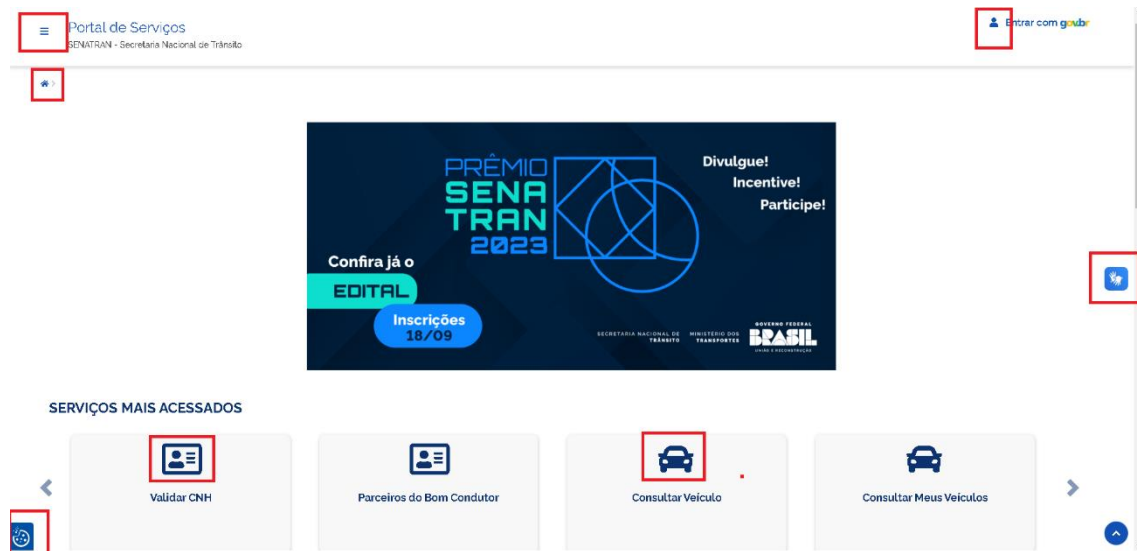 Portal de Serviços
SENATRAN - Secretaria Nacional de Trânsito
Entrar com gov.br
PRÊMIO
SENA
TRAN
2023
Divulgue!
Incentive!
Participe!
Confira já o
EDITAL
Inscrições
18/09
SECRETARIA NACIONAL DE TRÂNSITO
MINISTÉRIO DOS TRANSPORTES
GOVERNO FEDERAL
BRASIL
UNIÃO E RECONSTRUÇÃO
SERVIÇOS MAIS ACESSADOS
Validar CNH
Parceiros do Bom Condutor
Consultar Veículo
Consultar Meus Veículos